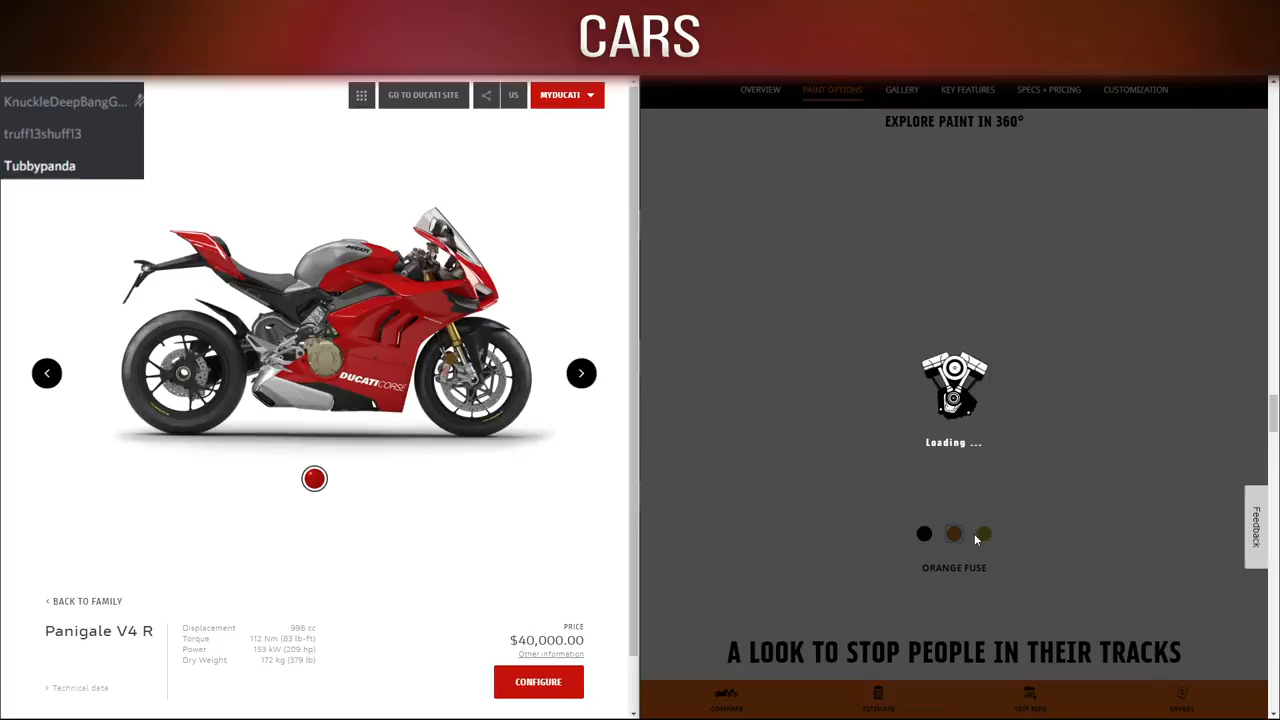 CARS
KnuckleDeepBangG...
truff13shuff13
Tubbypanda
GO TO DUCATI SITE
US
MYDUCATI
DUCATI
DUCATICORSE
‹ BACK TO FAMILY
Panigale V4 R
Displacement 998 cc
Torque 112 Nm (83 lb-ft)
Power 153 kW (209 hp)
Dry Weight 172 kg (379 lb)
› Technical data
PRICE
$40,000.00
Other information
CONFIGURE
OVERVIEW PAINT OPTIONS GALLERY KEY FEATURES SPECS + PRICING CUSTOMIZATION
EXPLORE PAINT IN 360°
Loading ...
ORANGE FUSE
Feedback
A LOOK TO STOP PEOPLE IN THEIR TRACKS
COMPARE ESTIMATE TEST RIDE OFFERS